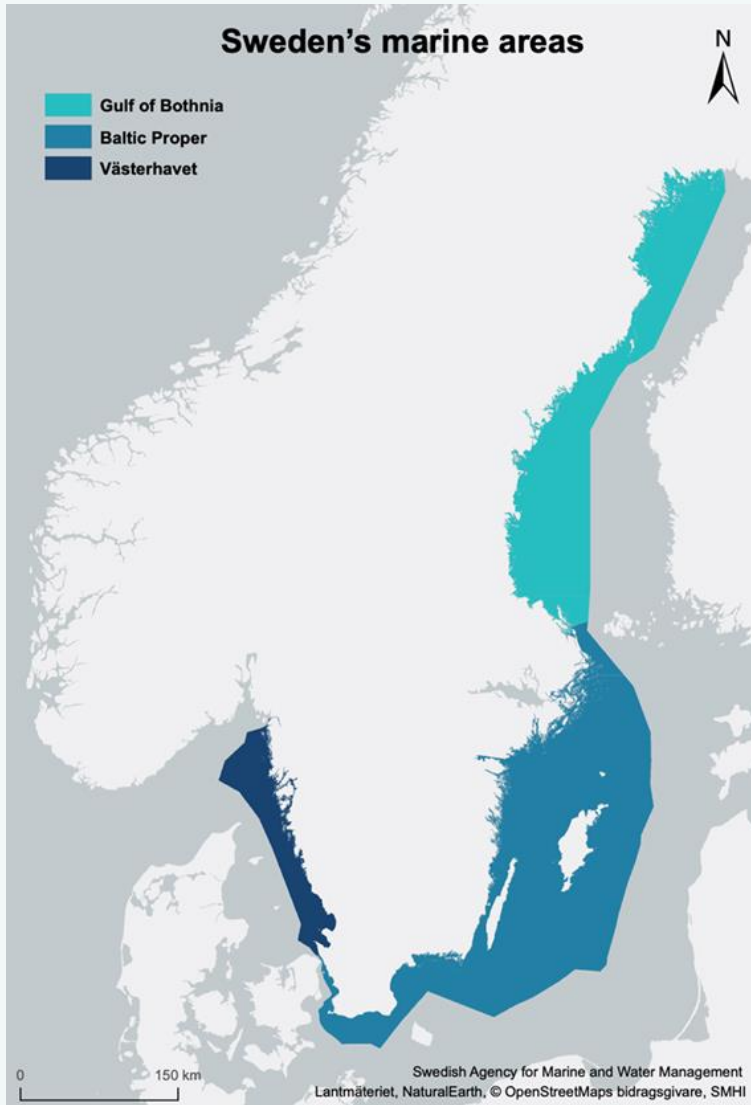 Sweden's marine areas
N
Gulf of Bothnia
Baltic Proper
Västerhavet
0 150 km
Swedish Agency for Marine and Water Management
Lantmäteriet, NaturalEarth, © OpenStreetMaps bidragsgivare, SMHI